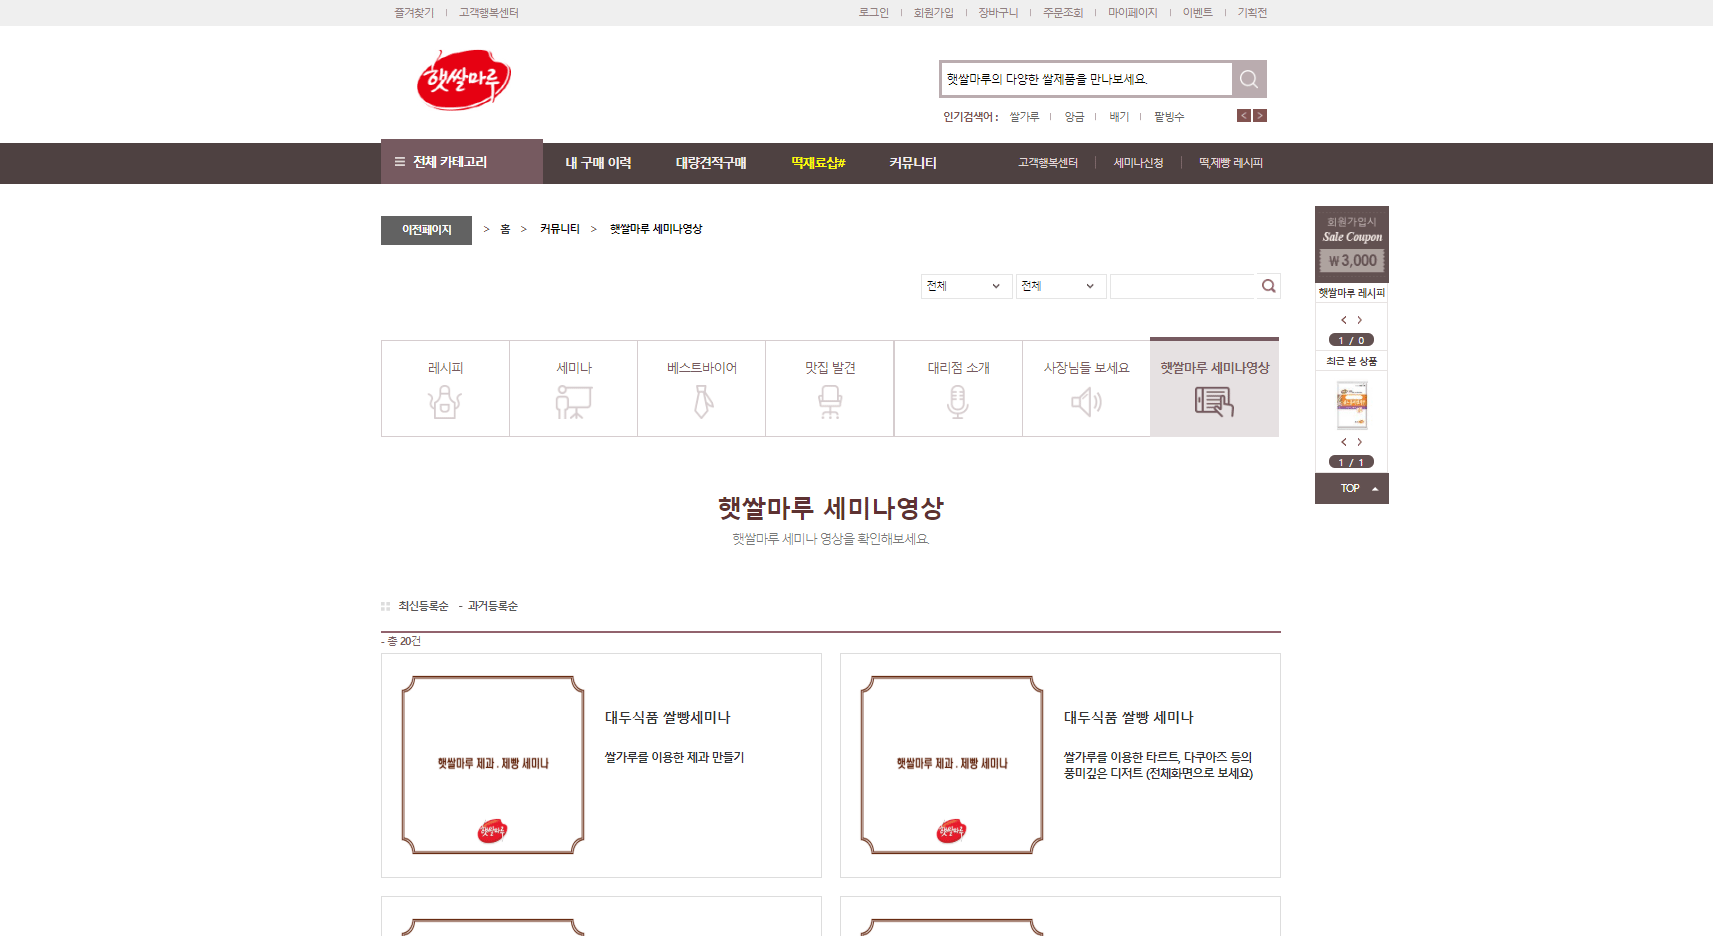 즐겨찾기 고객행복센터 로그인 회원가입 장바구니 주문조회 마이페이지 이벤트 기획전
햇쌀마루
햇쌀마루의 다양한 쌀제품을 만나보세요.
인기검색어 : 쌀가루 앙금 배기 팥빙수 < >
전체 카테고리 내 구매 이력 대량견적구매 떡재료샵# 커뮤니티 고객행복센터 세미나신청 떡,제빵 레시피
이전페이지 > 홈 > 커뮤니티 > 햇쌀마루 세미나영상
전체 전체
레시피 세미나 베스트바이어 맛집 발견 대리점 소개 사장님들 보세요 햇쌀마루 세미나영상
햇쌀마루 세미나영상
햇쌀마루 세미나 영상을 확인해보세요.
최신등록순 - 과거등록순
- 총 20건
햇쌀마루 제과 . 제빵 세미나
햇쌀마루
대두식품 쌀빵세미나
쌀가루를 이용한 제과 만들기
햇쌀마루 제과 . 제빵 세미나
햇쌀마루
대두식품 쌀빵 세미나
쌀가루를 이용한 타르트, 다쿠아즈 등의
풍미깊은 디저트 (전체화면으로 보세요)
회원가입시
Sale Coupon
₩3,000
햇쌀마루 레시피
< >
1 / 0
최근 본 상품
< >
1 / 1
TOP